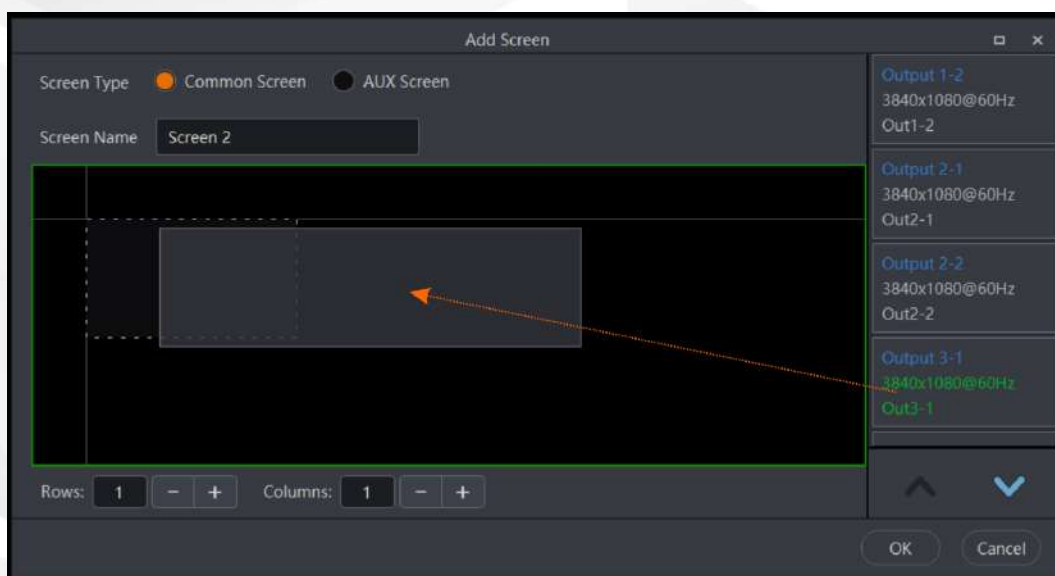 Add Screen
Screen Type Common Screen AUX Screen
Screen Name Screen 2
Output 1-2
3840x1080@60Hz
Out1-2
Output 2-1
3840x1080@60Hz
Out2-1
Output 2-2
3840x1080@60Hz
Out2-2
Output 3-1
3840x1080@60Hz
Out3-1
Rows: 1 - + Columns: 1 - +
OK Cancel